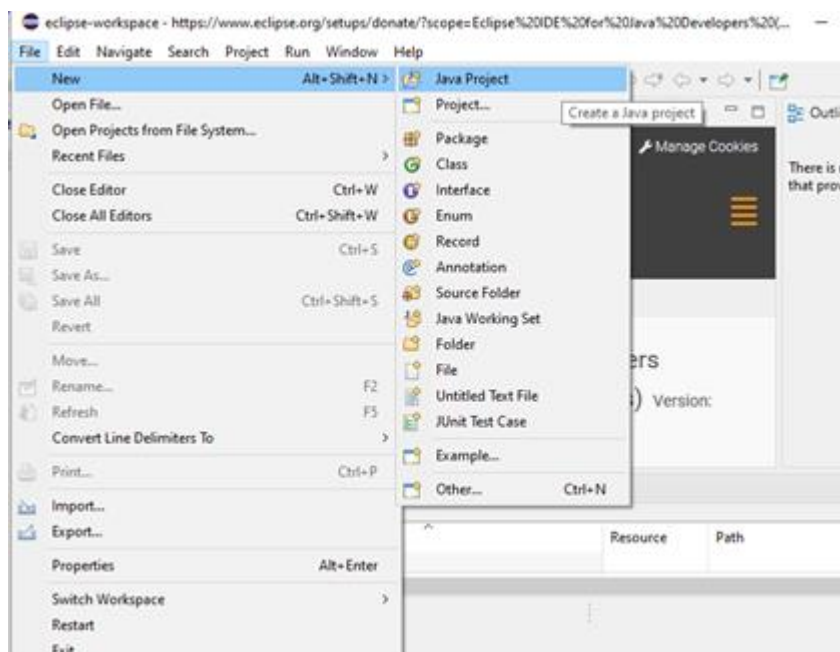 eclipse-workspace - https://www.eclipse.org/setups/donate/?scope=Eclipse%20IDE%20for%20Java%20Developers%20(...
File Edit Navigate Search Project Run Window Help
New Alt+Shift+N >
Open File...
Open Projects from File System...
Recent Files >
Close Editor Ctrl+W
Close All Editors Ctrl+Shift+W
Save Ctrl+S
Save As...
Save All Ctrl+Shift+S
Revert
Move...
Rename... F2
Refresh F5
Convert Line Delimiters To >
Print... Ctrl+P
Import...
Export...
Properties Alt+Enter
Switch Workspace >
Restart
Exit
Java Project
Project...
Package
Class
Interface
Enum
Record
Annotation
Source Folder
Java Working Set
Folder
File
Untitled Text File
JUnit Test Case
Example...
Other... Ctrl+N
Create a Java project
Manage Cookies
Outli
There is
that prov
ers
) Version:
Resource Path